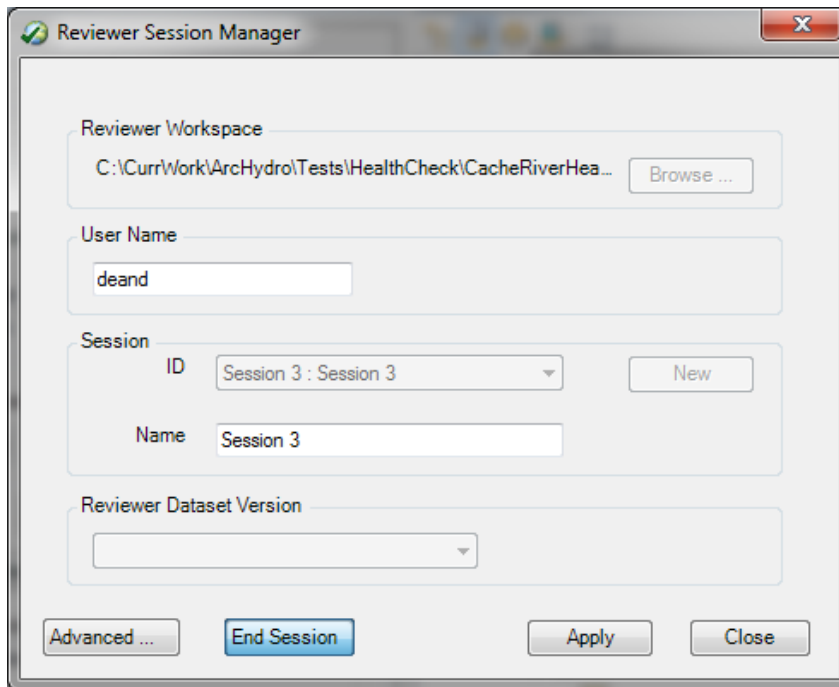 Reviewer Session Manager
Reviewer Workspace
C:\CurrWork\ArcHydro\Tests\HealthCheck\CacheRiverHea...
Browse ...
User Name
deand
Session
ID
Session 3 : Session 3
New
Name
Session 3
Reviewer Dataset Version
Advanced ...
End Session
Apply
Close